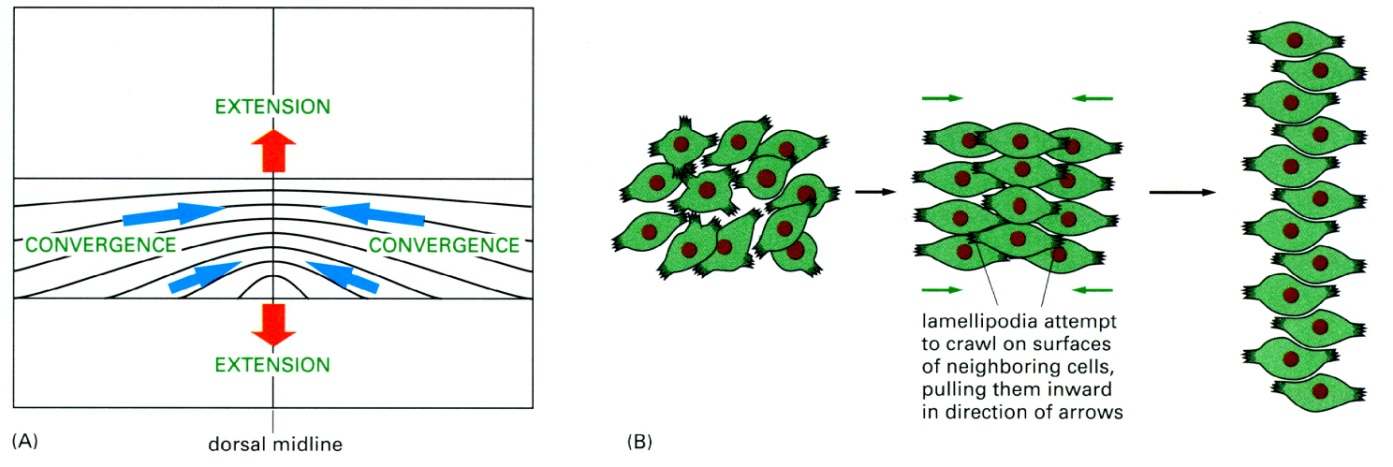 EXTENSION
CONVERGENCE
CONVERGENCE
EXTENSION
(A)
dorsal midline
lamellipodia attempt
to crawl on surfaces
of neighboring cells,
pulling them inward
in direction of arrows
(B)